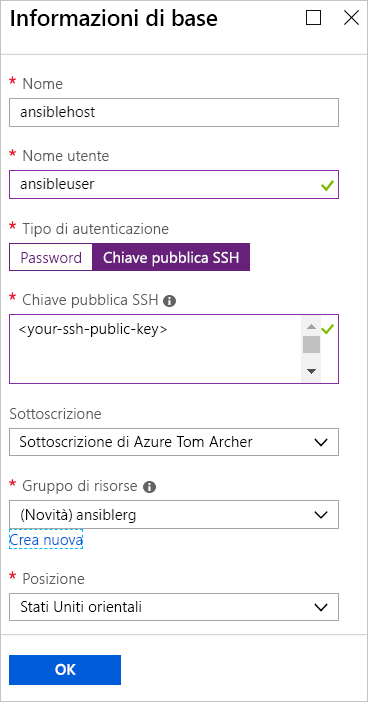 Informazioni di base
* Nome
ansiblehost
* Nome utente
ansibleuser
* Tipo di autenticazione
Password Chiave pubblica SSH
* Chiave pubblica SSH
<your-ssh-public-key>
Sottoscrizione
Sottoscrizione di Azure Tom Archer
* Gruppo di risorse
(Novità) ansiblerg
Crea nuova
* Posizione
Stati Uniti orientali
OK